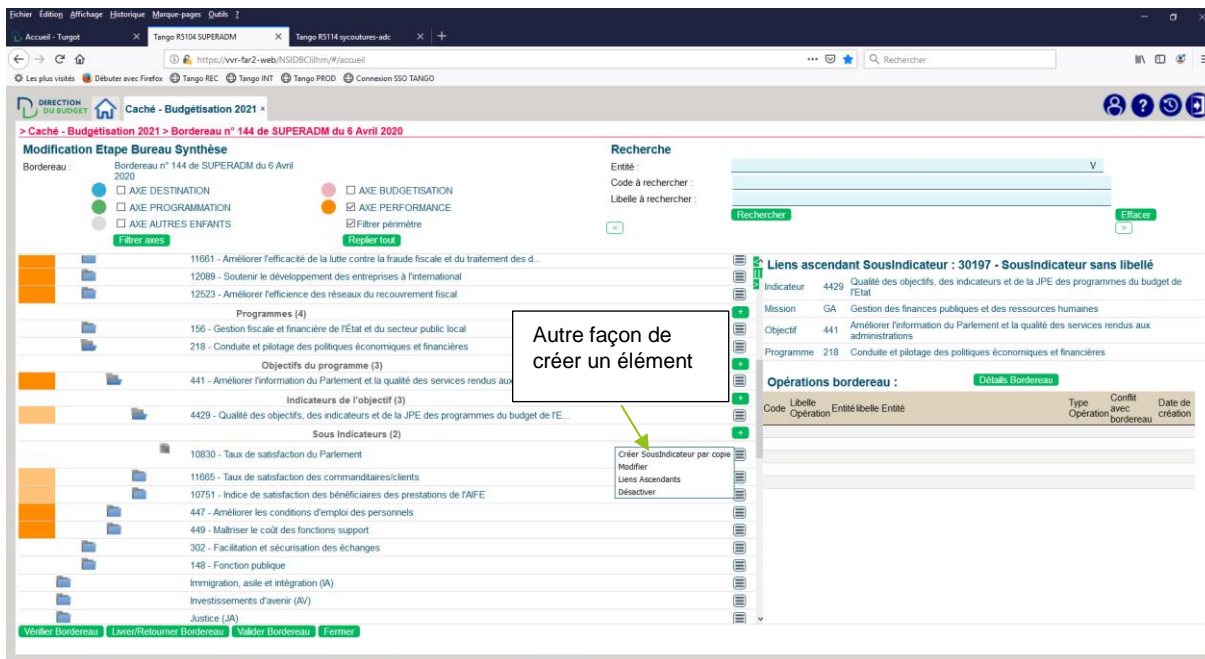 Fichier Édition Affichage Historique Marque-pages Outils ?
Accueil - Turgot × Tango R5104 SUPERADM × Tango R5114 sycoutures-adc × +
https://vvr-far2-web/NSIDBCIilhm/#/accueil
Rechercher
Les plus visités Débuter avec Firefox Tango REC Tango INT Tango PROD Connexion SSO TANGO
DIRECTION DU BUDGET
Caché - Budgétisation 2021 ×
> Caché - Budgétisation 2021 > Bordereau n° 144 de SUPERADM du 6 Avril 2020
Modification Etape Bureau Synthèse
Bordereau : Bordereau n° 144 de SUPERADM du 6 Avril
2020
AXE DESTINATION AXE BUDGETISATION
AXE PROGRAMMATION AXE PERFORMANCE
AXE AUTRES ENFANTS Filtrer périmètre
Filtrer axes Replier tout
Recherche
Entité : V
Code à rechercher :
Libelle à rechercher :
Rechercher Effacer
< >
11661 - Améliorer l'efficacité de la lutte contre la fraude fiscale et du traitement des d...
12089 - Soutenir le développement des entreprises à l'international
12523 - Améliorer l'efficience des réseaux du recouvrement fiscal
Programmes (4)
156 - Gestion fiscale et financière de l'État et du secteur public local
218 - Conduite et pilotage des politiques économiques et financières
Objectifs du programme (3)
441 - Améliorer l'information du Parlement et la qualité des services rendus aux
Indicateurs de l'objectif (3)
4429 - Qualité des objectifs, des indicateurs et de la JPE des programmes du budget de l'E...
Sous Indicateurs (2)
10830 - Taux de satisfaction du Parlement
11665 - Taux de satisfaction des commanditaires/clients
10751 - Indice de satisfaction des bénéficiaires des prestations de l'AIFE
447 - Améliorer les conditions d'emploi des personnels
449 - Maîtriser le coût des fonctions support
302 - Facilitation et sécurisation des échanges
148 - Fonction publique
Immigration, asile et intégration (IA)
Investissements d'avenir (AV)
Justice (JA)
Autre façon de
créer un élément
Créer SousIndicateur par copie
Modifier
Liens Ascendants
Désactiver
Liens ascendant SousIndicateur : 30197 - SousIndicateur sans libellé
Indicateur 4429 Qualité des objectifs, des indicateurs et de la JPE des programmes du budget de
l'Etat
Mission GA Gestion des finances publiques et des ressources humaines
Objectif 441 Améliorer l'information du Parlement et la qualité des services rendus aux
administrations
Programme 218 Conduite et pilotage des politiques économiques et financières
Opérations bordereau : Détails Bordereau
Code Libelle Opération Entité libelle Entité Type Opération Conflit avec bordereau Date de création
Vérifier Bordereau Livrer/Retourner Bordereau Valider Bordereau Fermer